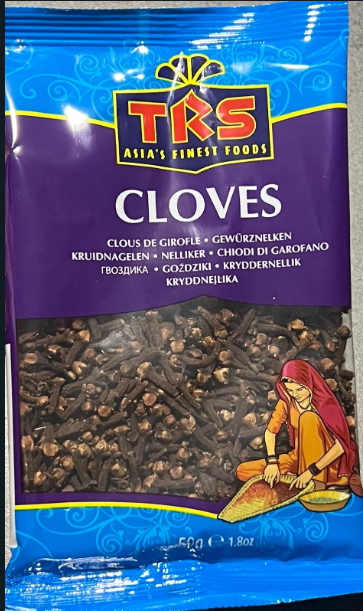 TRS
ASIA'S FINEST FOODS
CLOVES
CLOUS DE GIROFLE • GEWÜRZNELKEN
KRUIDNAGELEN • NELLIKER • CHIODI DI GAROFANO
ГВОЗДИКА • GOŹDZIKI • KRYDDERNELLIK
KRYDDNEJLIKA
50g ℮ 1.8oz